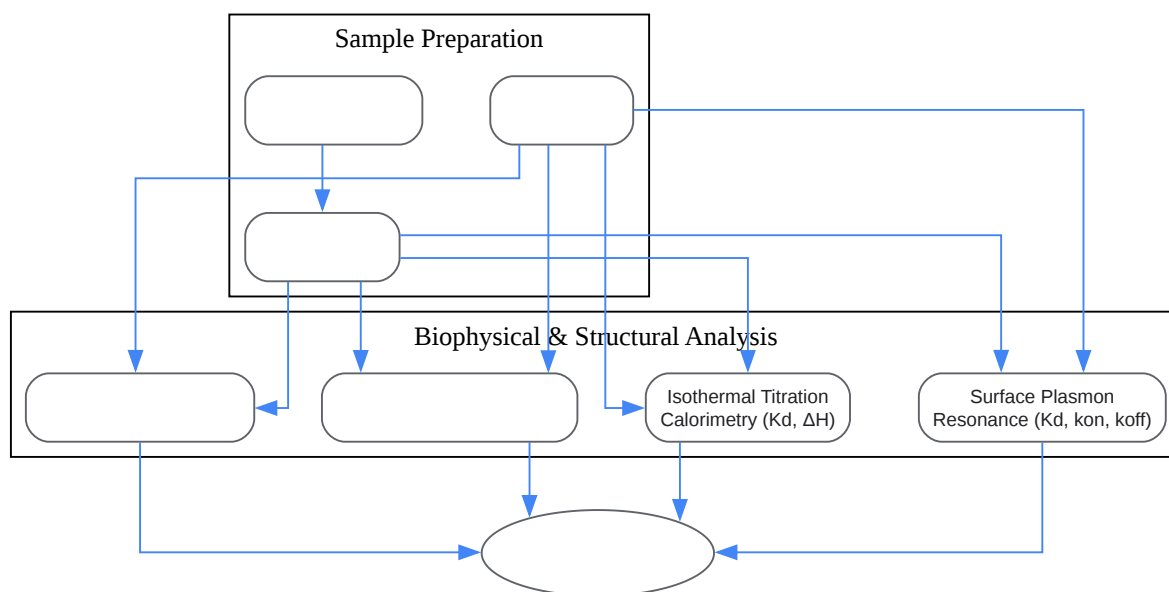 Sample Preparation
Biophysical & Structural Analysis
Isothermal Titration
Calorimetry (Kd, ΔH)
Surface Plasmon
Resonance (Kd, kon, koff)